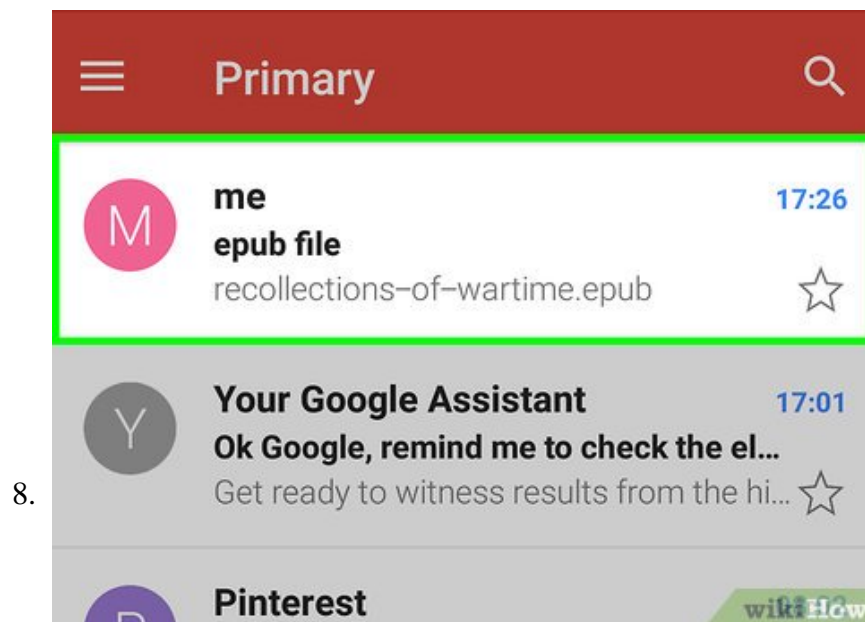 Primary
me
17:26
M
epub file
recollections-of-wartime.epub
Your Google Assistant
17:01
Y
Ok Google, remind me to check the el...
8.
Get ready to witness results from the hi...
Pinterest
wikiHow